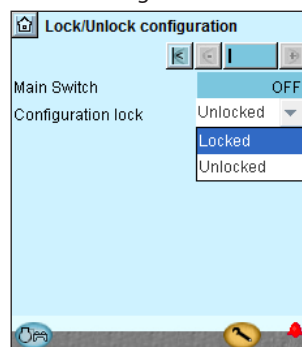 Lock/Unlock configuration
Main Switch OFF
Configuration lock Unlocked
Locked
Unlocked